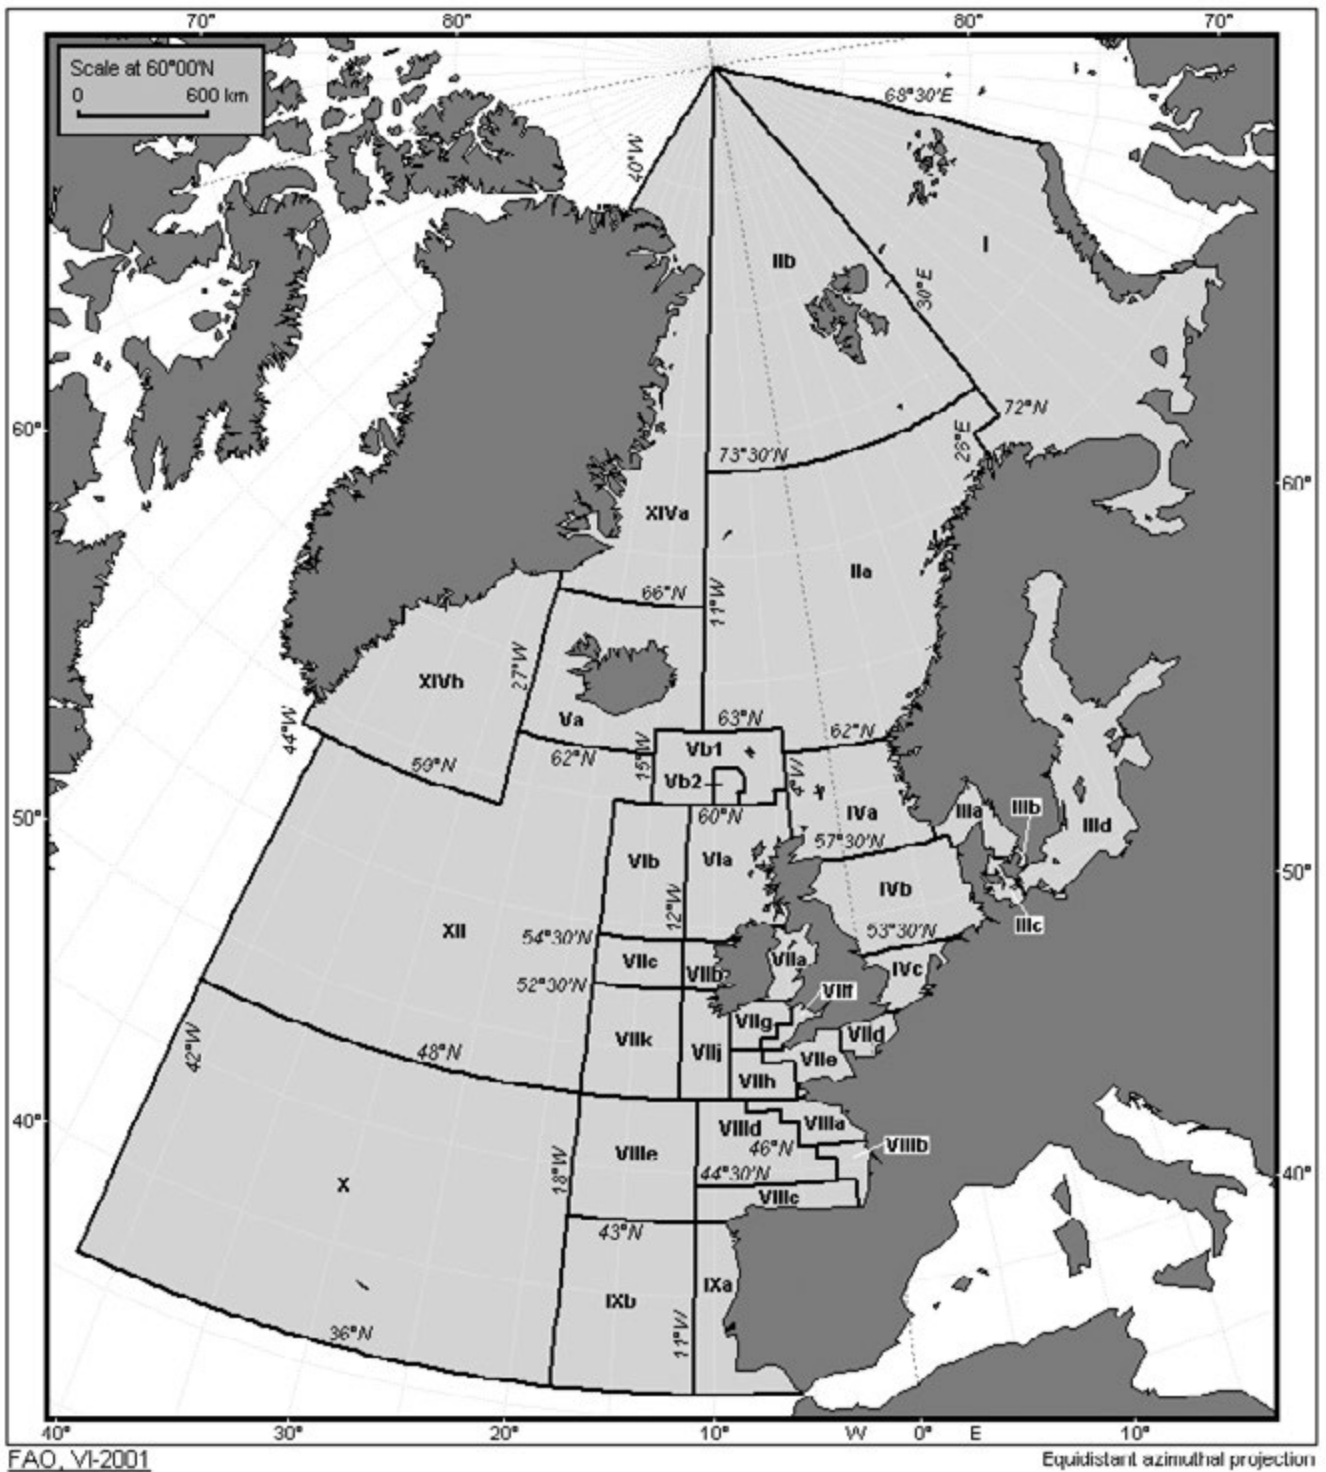 70° 80° 80° 70°
Scale at 60°00'N
0 600 km
68°30'E
40°W
I
IIb
30°E
72°N
60°
26°E
73°30'N
60°
XIVa
IIa
66°N
11°W
27°W
XIVb
44°W
Va
63°N
62°N
62°N
15°W
Vb1
59°N
Vb2
4°W
IVa
IIIa
IIIb
IIId
50°
60°N
57°30'N
VIb
VIa
50°
IVb
12°W
XII
54°30'N
53°30'N
IIIc
VIIc
VIIb
VIIa
IVc
52°30'N
VIIf
VIIg
VIId
42°W
48°N
VIIk
VIIj
VIIe
VIIh
40°
VIIId
VIIIa
VIIIe
46°N
VIIIb
18°W
44°30'N
40°
X
VIIIc
43°N
IXa
IXb
36°N
11°W
40° 30° 20° 10° W 0° E 10°
FAO, VI-2001
Equidistant azimuthal projection